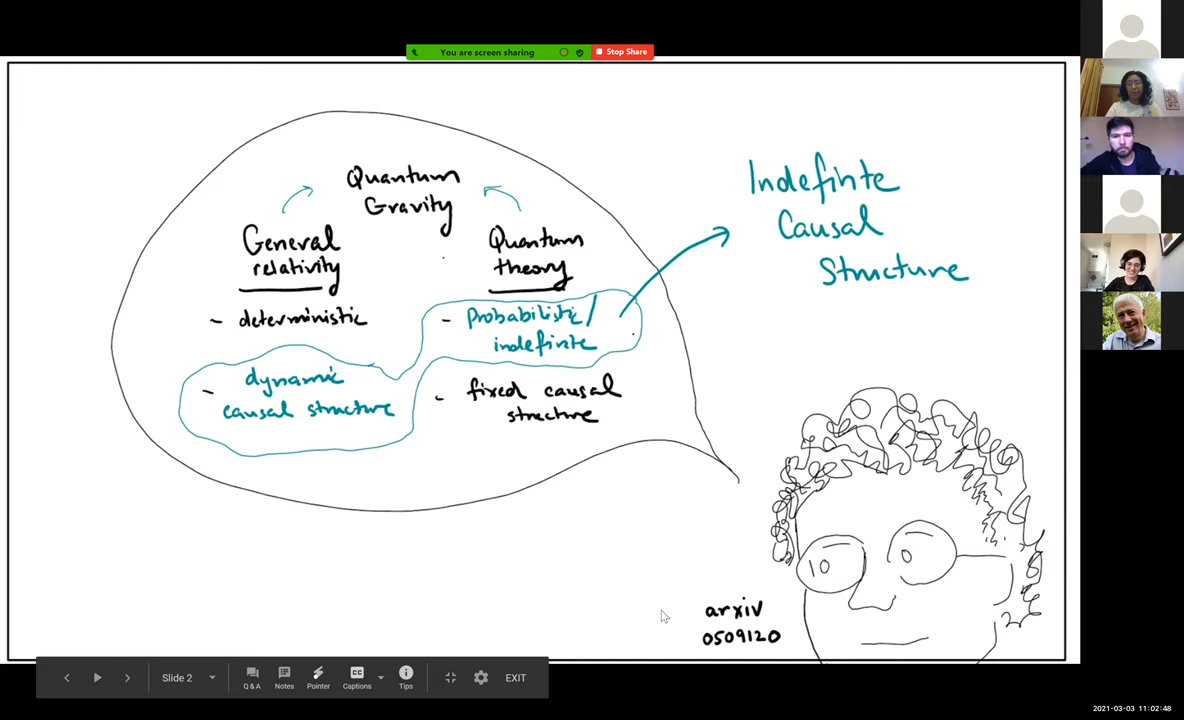 You are screen sharing
Stop Share
Quantum
Gravity
General
relativity
- deterministic
- dynamic
causal structure
Quantum
theory
- Probabilistic/
indefinite
- fixed causal
structure
Indefinte
Causal
Structure
arxiv
0509120
Slide 2
Q & A
Notes
Pointer
CC
Captions
Tips
EXIT
2021-03-03 11:02:48